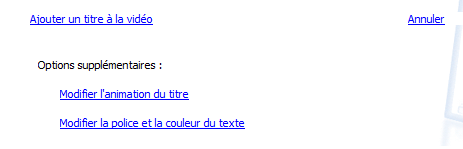 Ajouter un titre à la vidéo Annuler
Options supplémentaires :
Modifier l'animation du titre
Modifier la police et la couleur du texte